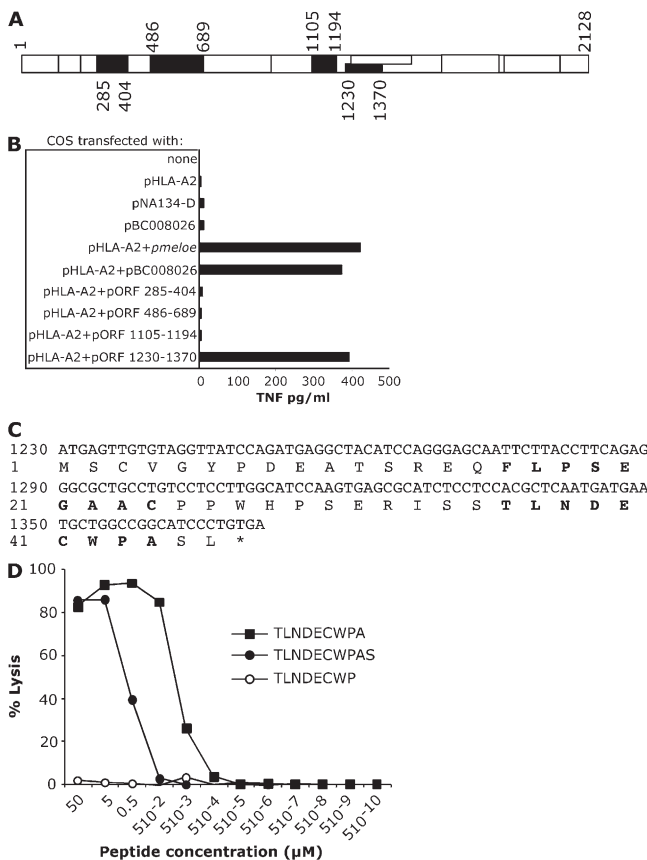 A
1
486
689
1105
1194
2128
285
404
1230
1370
B
COS transfected with:
none
pHLA-A2
pNA134-D
pBC008026
pHLA-A2+pmeloe
pHLA-A2+pBC008026
pHLA-A2+pORF 285-404
pHLA-A2+pORF 486-689
pHLA-A2+pORF 1105-1194
pHLA-A2+pORF 1230-1370
0 100 200 300 400 500
TNF pg/ml
C
1230 ATGAGTTGTGTAGGTTATCCAGATGAGGCTACATCCAGGGAGCAATTCTTACCTTCAGAG
1 M S C V G Y P D E A T S R E Q F L P S E
1290 GGCGCTGCCTGTCCTCCTTGGCATCCAAGTGAGCGCATCTCCTCCACGCTCAATGATGAA
21 G A A C P P W H P S E R I S S T L N D E
1350 TGCTGGCCGGCATCCCTGTGA
41 C W P A S L *
D
100
80
60
40
20
0
% Lysis
TLNDECWPA
TLNDECWPAS
TLNDECWP
50 5 0.5 510-2 510-3 510-4 510-5 510-6 510-7 510-8 510-9 510-10
Peptide concentration (µM)